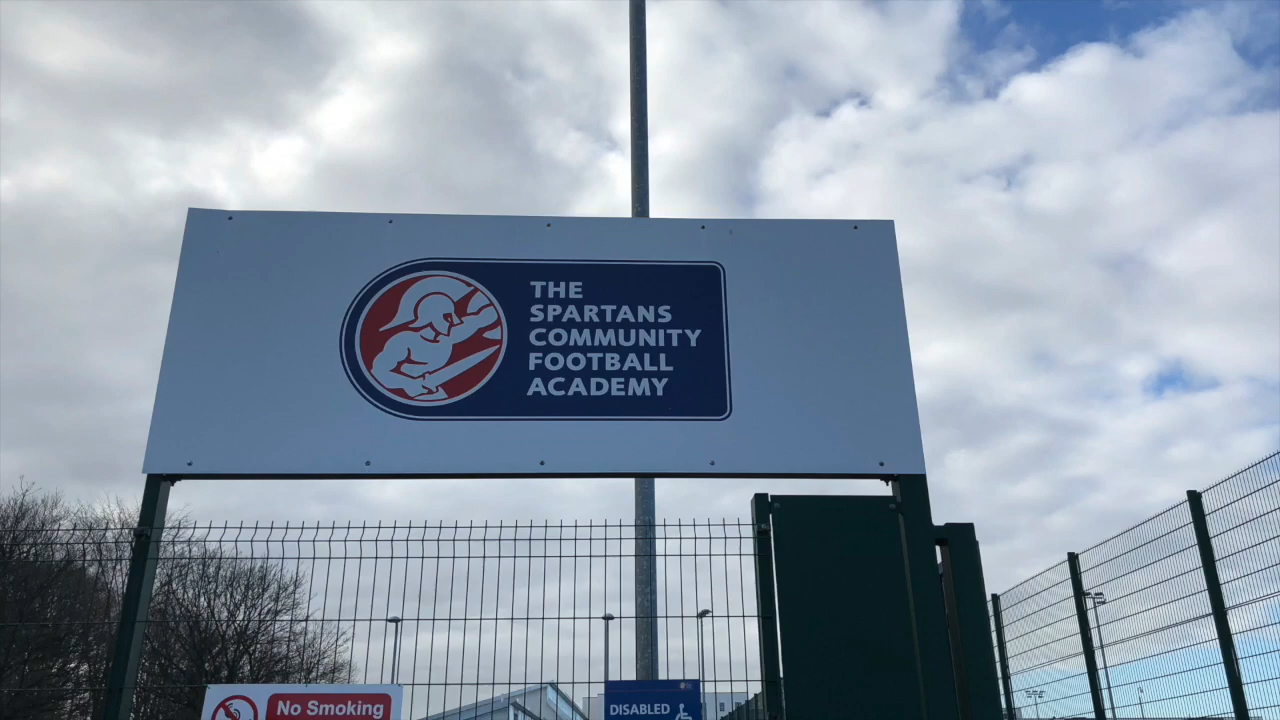 THE
SPARTANS
COMMUNITY
FOOTBALL
ACADEMY
No Smoking
DISABLED